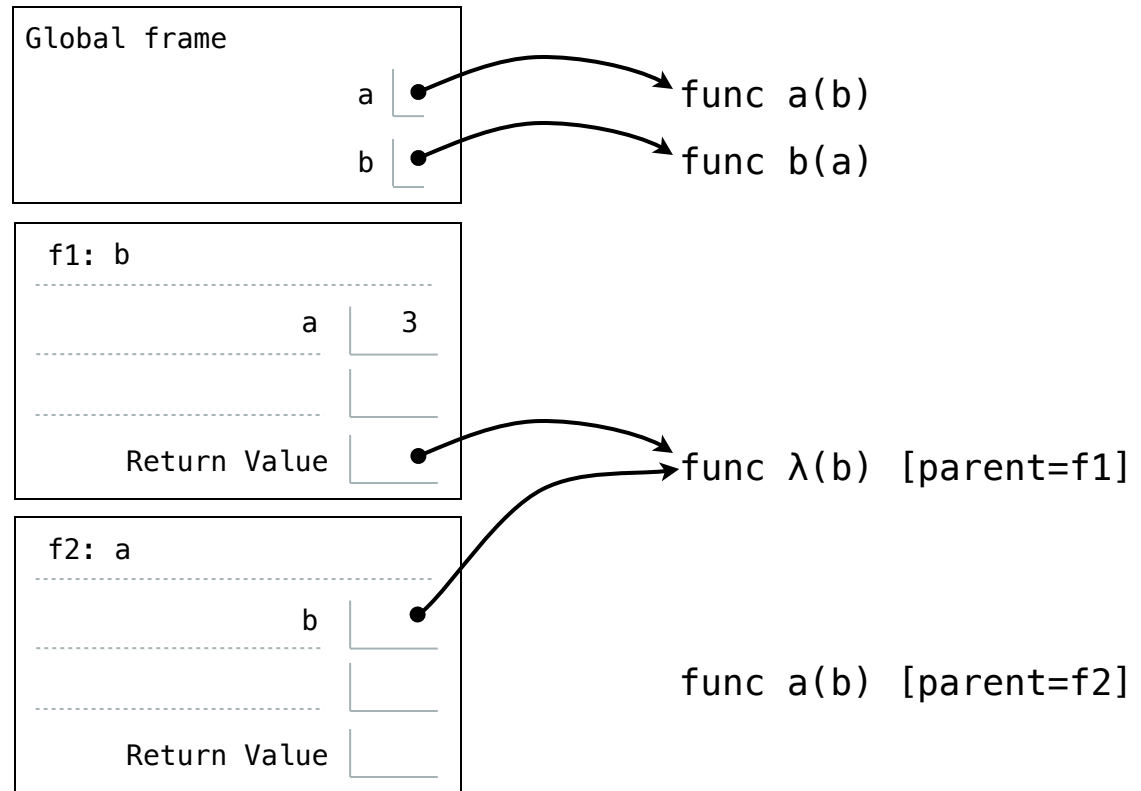 Global frame
a
func a(b)
b
func b(a)
f1: b
a 3
Return Value
func λ(b) [parent=f1]
f2: a
b
func a(b) [parent=f2]
Return Value